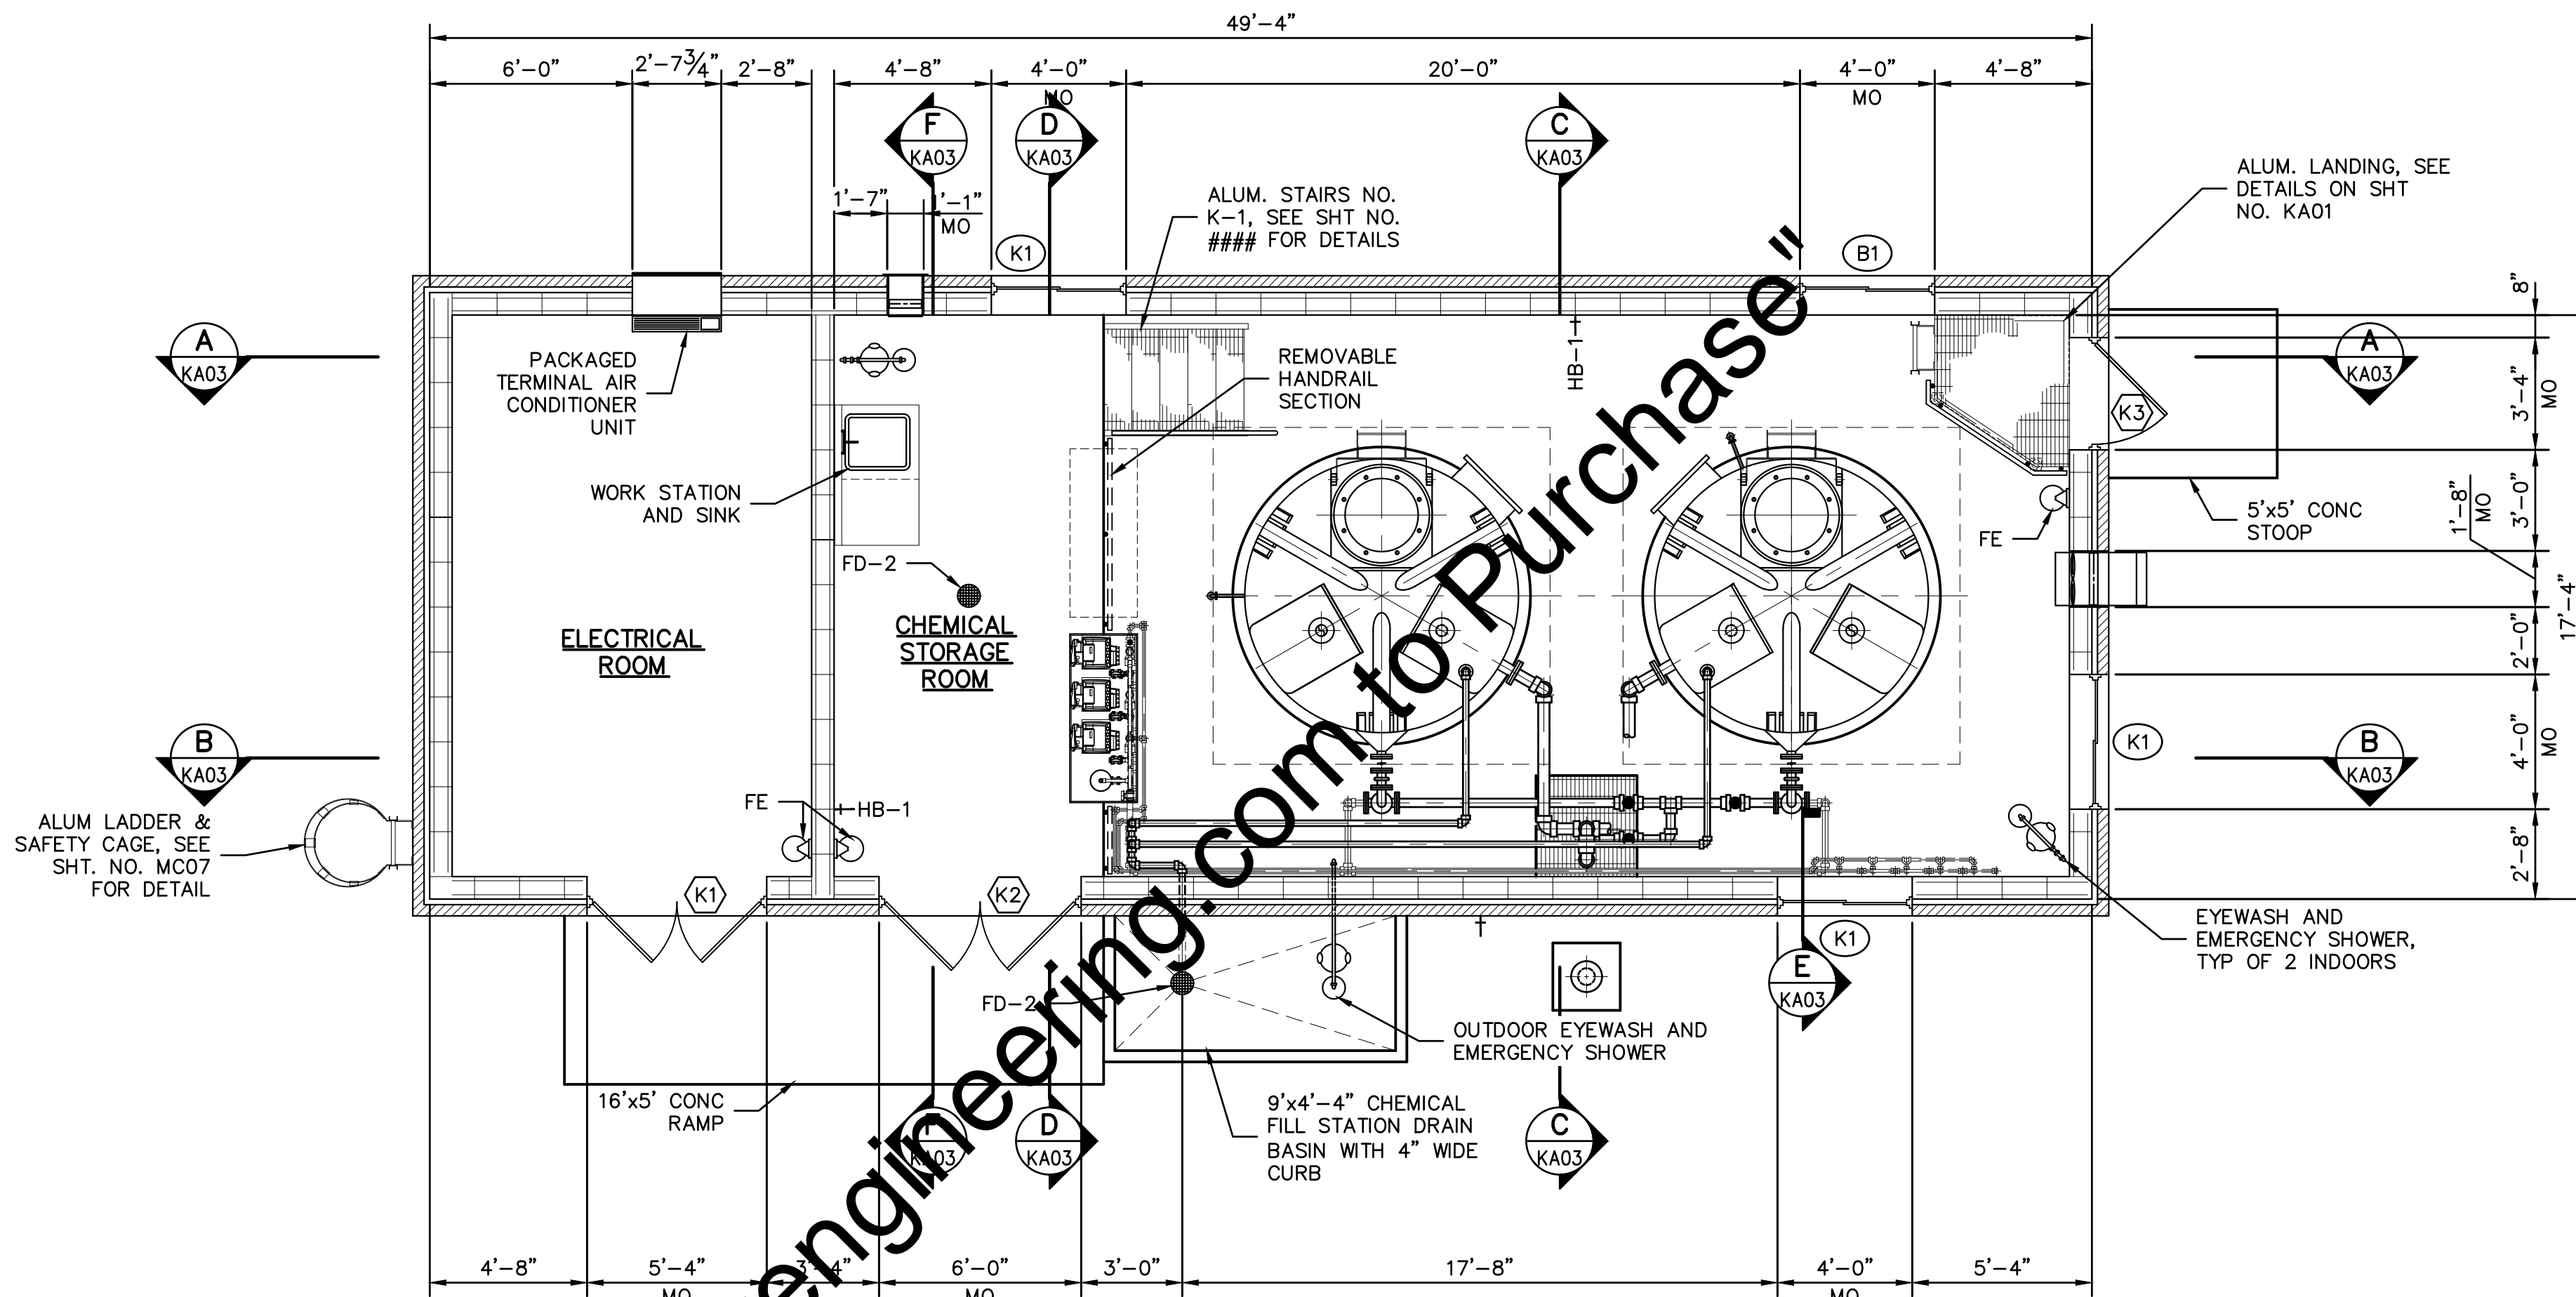 49'-4"
6'-0"
2'-7 3/4"
2'-8"
4'-8"
4'-0"
MO
20'-0"
4'-0"
MO
4'-8"
F
KA03
D
KA03
C
KA03
1'-7"
1'-1"
MO
K1
B1
ALUM. STAIRS NO.
K-1, SEE SHT NO.
#### FOR DETAILS
ALUM. LANDING, SEE
DETAILS ON SHT
NO. KA01
A
KA03
PACKAGED
TERMINAL AIR
CONDITIONER
UNIT
REMOVABLE
HANDRAIL
SECTION
HB-1
A
KA03
K3
8"
3'-4"
MO
3'-0"
1'-8"
MO
17'-4"
2'-0"
4'-0"
MO
2'-8"
WORK STATION
AND SINK
FD-2
FE
5'x5' CONC
STOOP
ELECTRICAL
ROOM
CHEMICAL
STORAGE
ROOM
B
KA03
K1
B
KA03
FE
HB-1
ALUM LADDER &
SAFETY CAGE, SEE
SHT. NO. MC07
FOR DETAIL
K1
K2
K1
E
KA03
EYEWASH AND
EMERGENCY SHOWER,
TYP OF 2 INDOORS
FD-2
OUTDOOR EYEWASH AND
EMERGENCY SHOWER
16'x5' CONC
RAMP
9'x4'-4" CHEMICAL
FILL STATION DRAIN
BASIN WITH 4" WIDE
CURB
F
KA03
D
KA03
C
KA03
4'-8"
5'-4"
MO
3'-4"
6'-0"
MO
3'-0"
17'-8"
4'-0"
MO
5'-4"
engineering.com to Purchase"